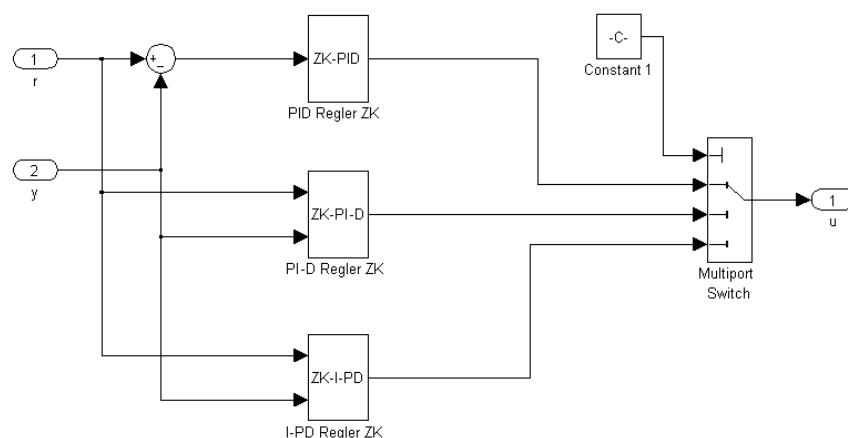 1
r
+
-
ZK-PID
PID Regler ZK
-C-
Constant 1
2
y
ZK-PI-D
PI-D Regler ZK
Multiport
Switch
1
u
ZK-I-PD
I-PD Regler ZK